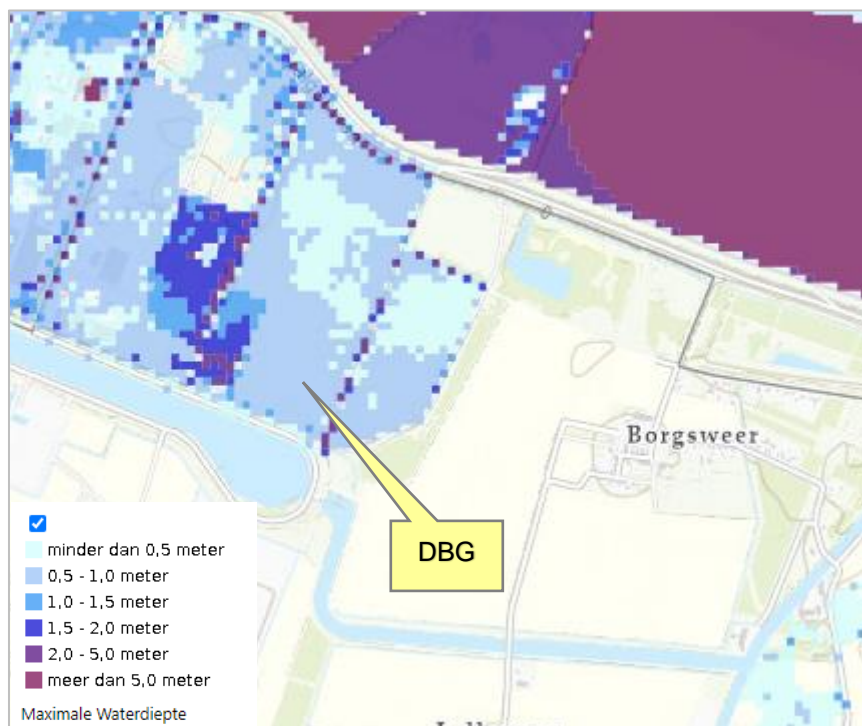 Borgsweer
DBG
minder dan 0,5 meter
0,5 - 1,0 meter
1,0 - 1,5 meter
1,5 - 2,0 meter
2,0 - 5,0 meter
meer dan 5,0 meter
Maximale Waterdiepte